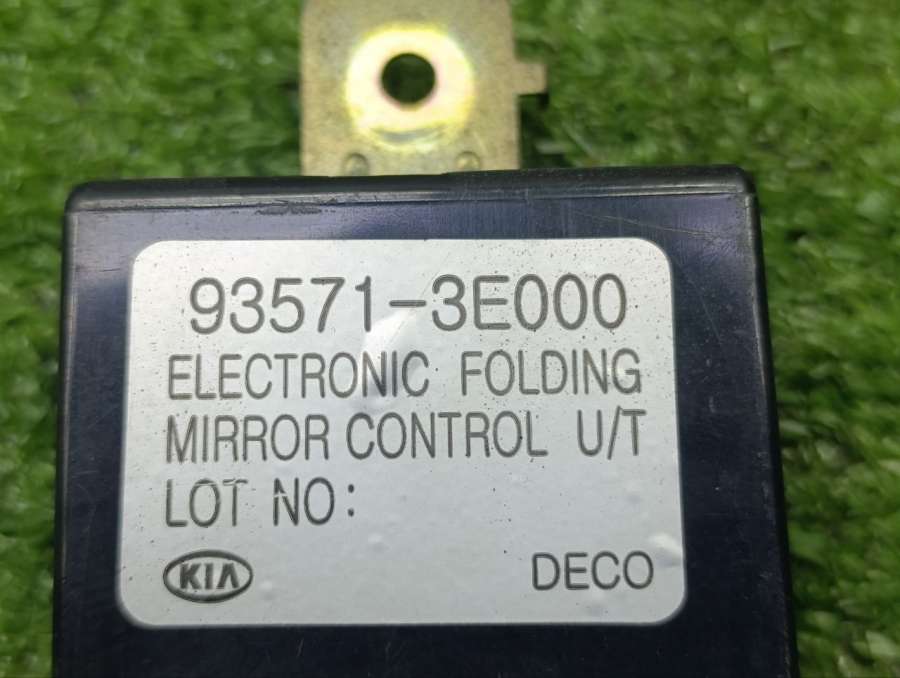 93571-3E000
ELECTRONIC FOLDING
MIRROR CONTROL U/T
LOT NO:
KIA DECO